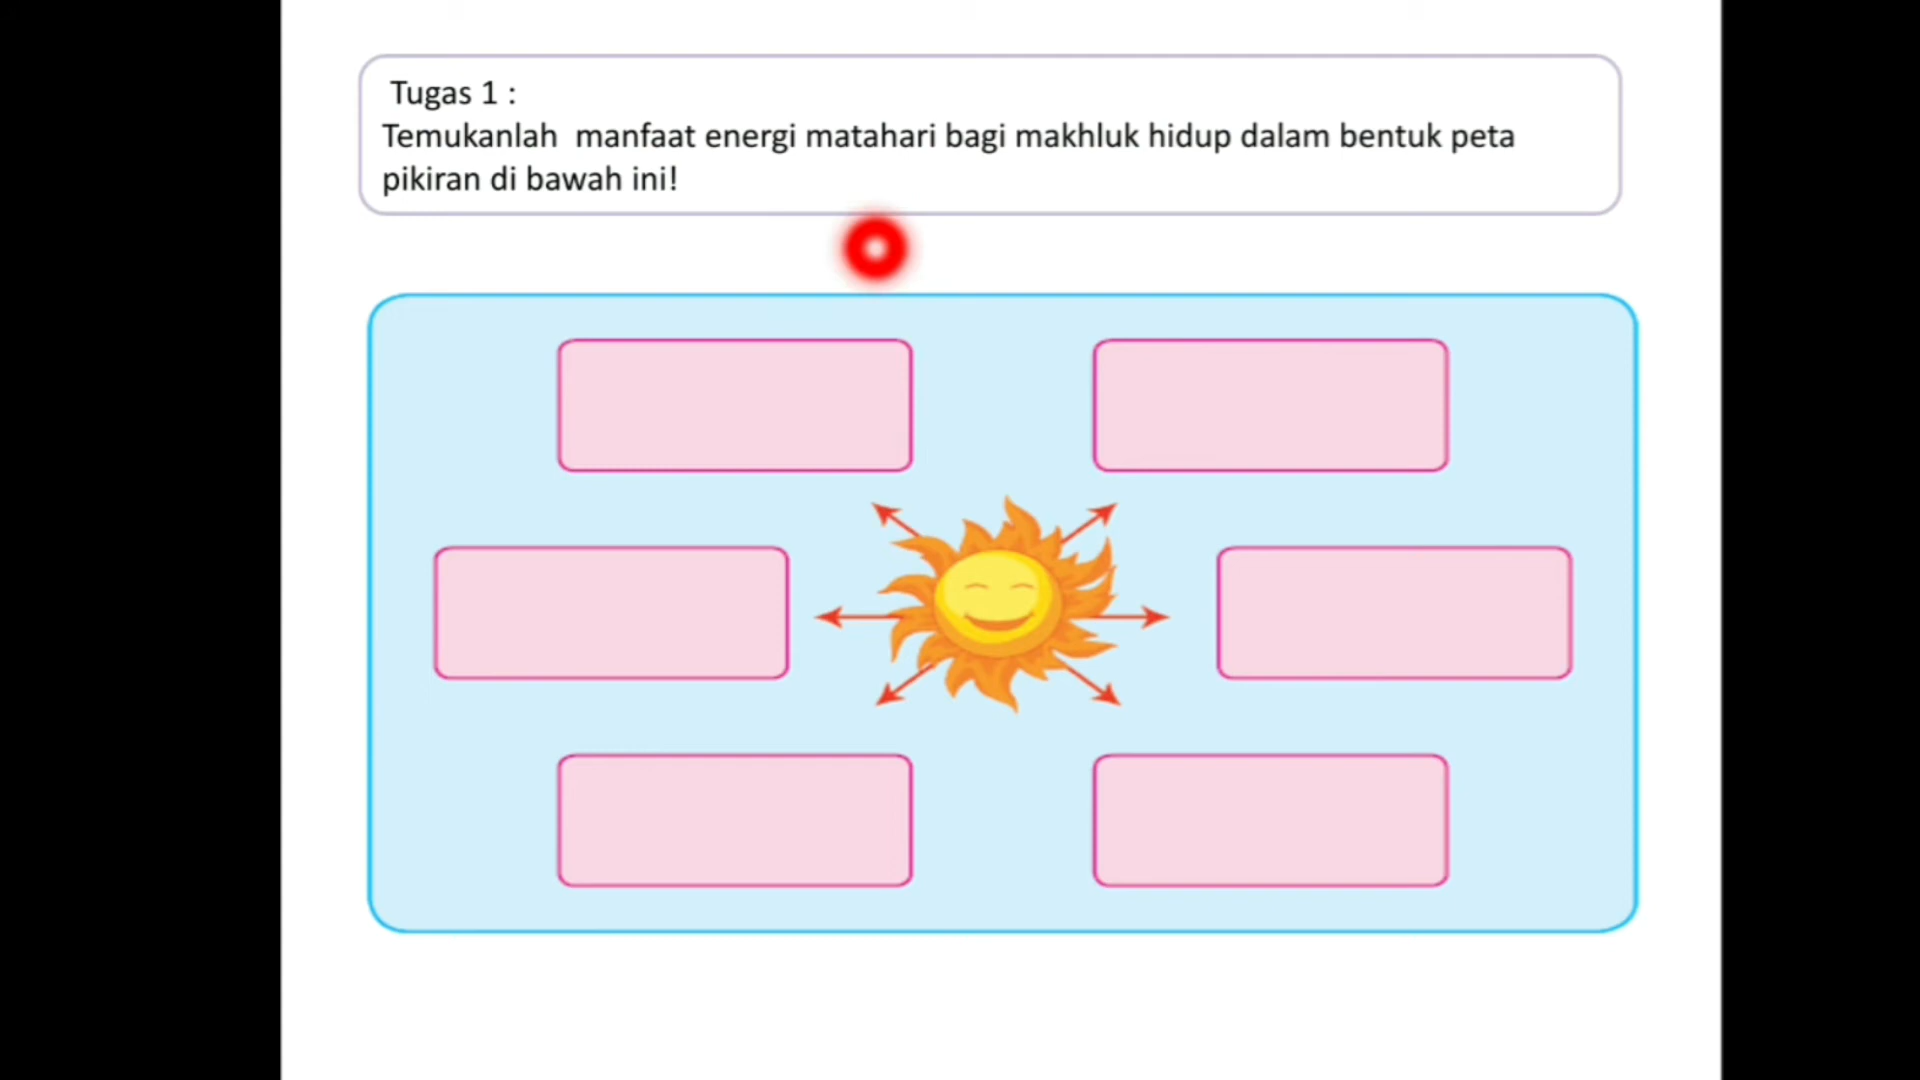 Tugas 1 :
Temukanlah manfaat energi matahari bagi makhluk hidup dalam bentuk peta
pikiran di bawah ini!